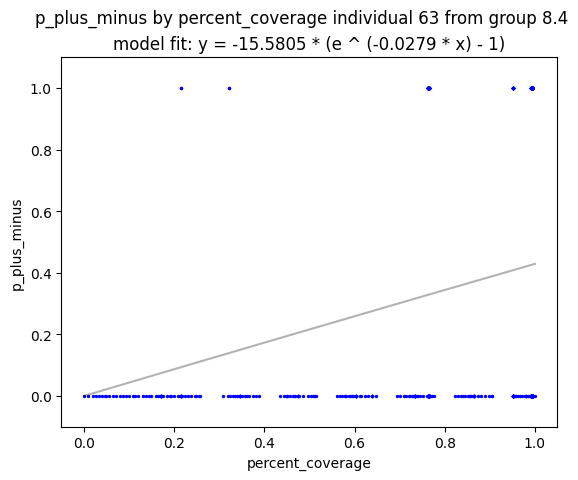 p_plus_minus by percent_coverage individual 63 from group 8.4
model fit: y = -15.5805 * (e ^ (-0.0279 * x) - 1)
1.0
0.8
0.6
0.4
0.2
0.0
p_plus_minus
0.0 0.2 0.4 0.6 0.8 1.0
percent_coverage